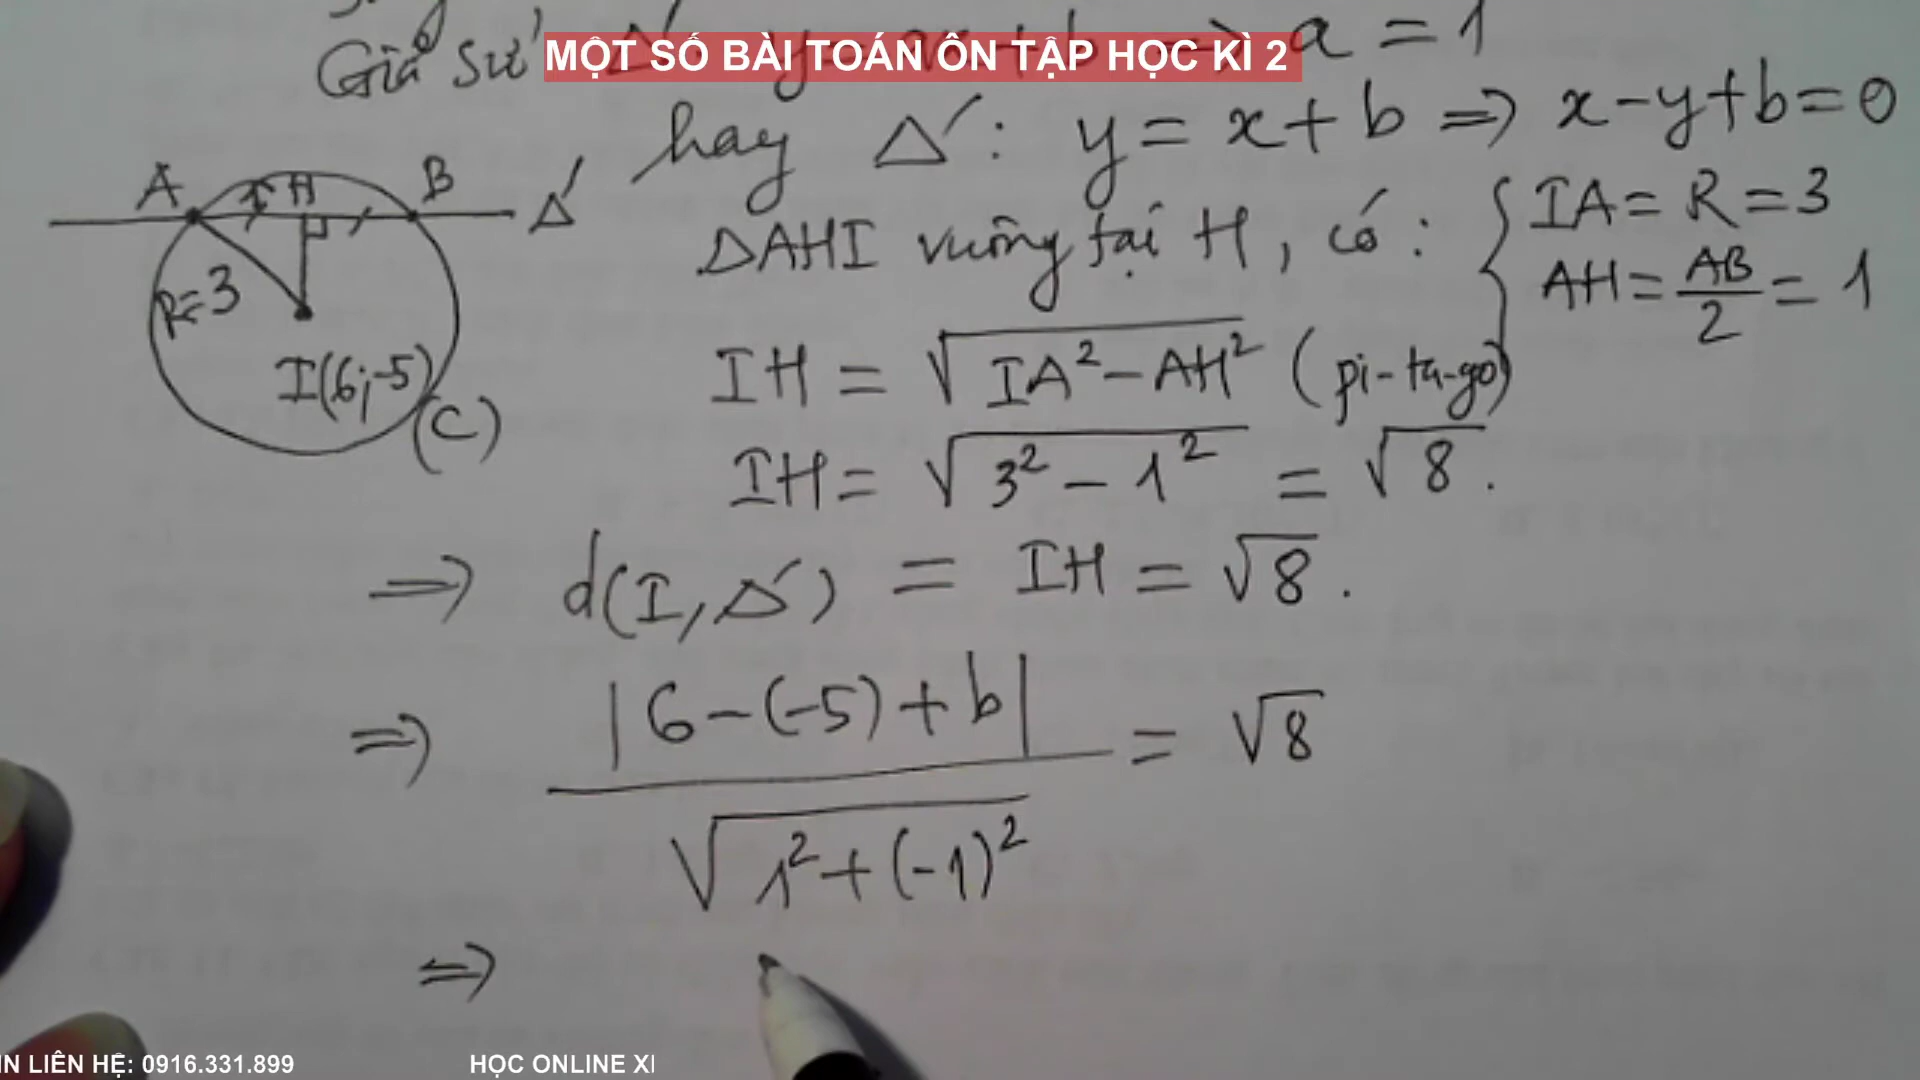 MỘT SỐ BÀI TOÁN ÔN TẬP HỌC KÌ 2
Giả sử Δ' y = ax + b ⇒ a = 1
hay Δ': y = x + b ⇒ x - y + b = 0
A H B Δ'
R = 3
I(6; -5)
(C)
ΔAHI vuông tại H, có: { IA = R = 3
AH = AB/2 = 1
IH = √(IA² - AH²) (pi-ta-go)
IH = √(3² - 1²) = √8.
⇒ d(I, Δ') = IH = √8.
⇒ |6 - (-5) + b| / √(1² + (-1)²) = √8
⇒
IN LIÊN HỆ: 0916.331.899
HỌC ONLINE